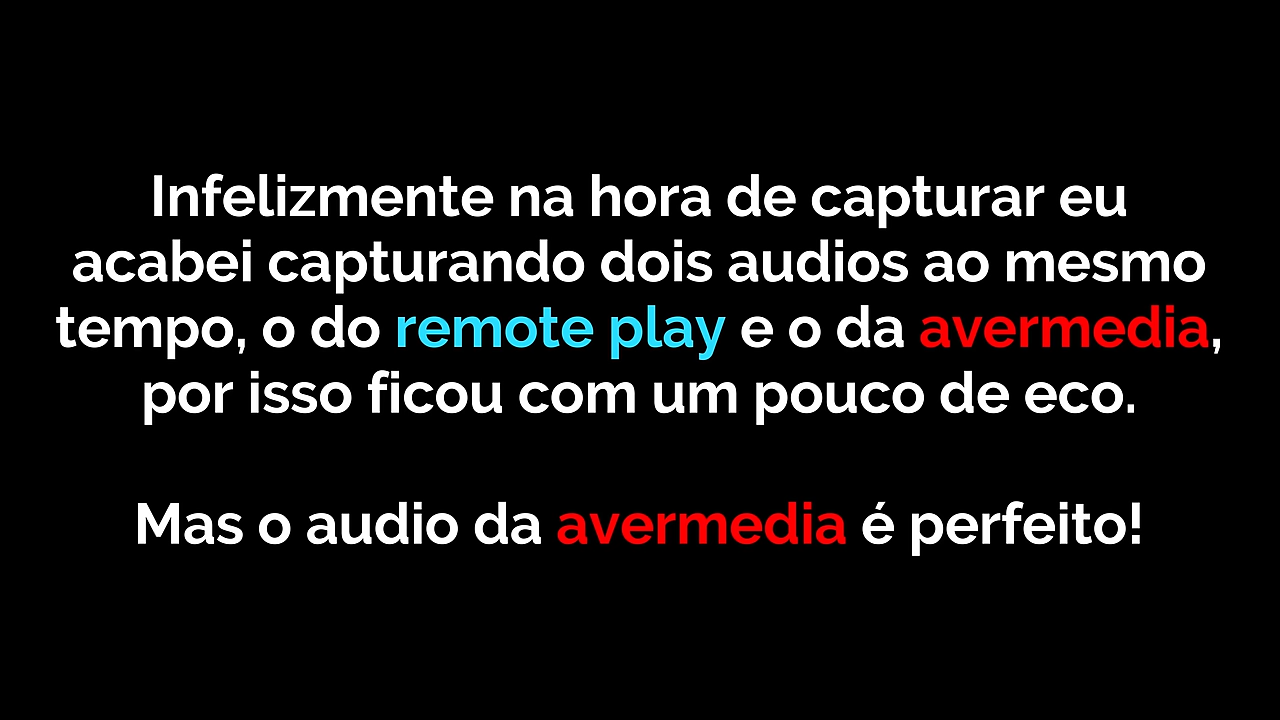 Infelizmente na hora de capturar eu
acabei capturando dois audios ao mesmo
tempo, o do remote play e o da avermedia,
por isso ficou com um pouco de eco.
Mas o audio da avermedia é perfeito!